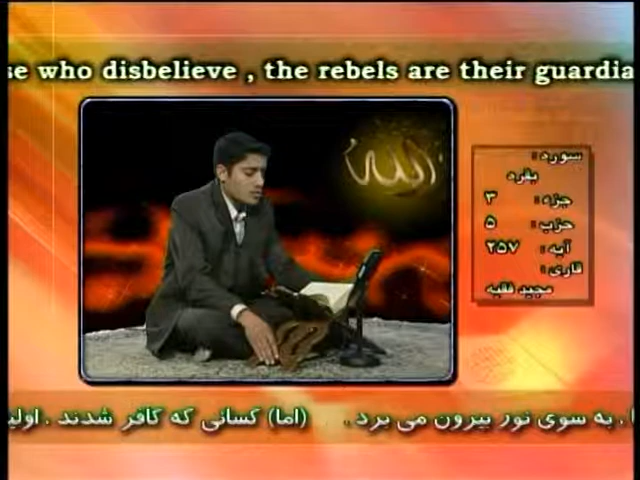 se who disbelieve , the rebels are their guardia
الله
سوره :
بقره
جزء : ۳
حزب : ۵
آیه : ۲۵۷
قاری :
مجید فقیه
، به سوی نور بیرون می برد . (اما) کسانی که کافر شدند ، اولی